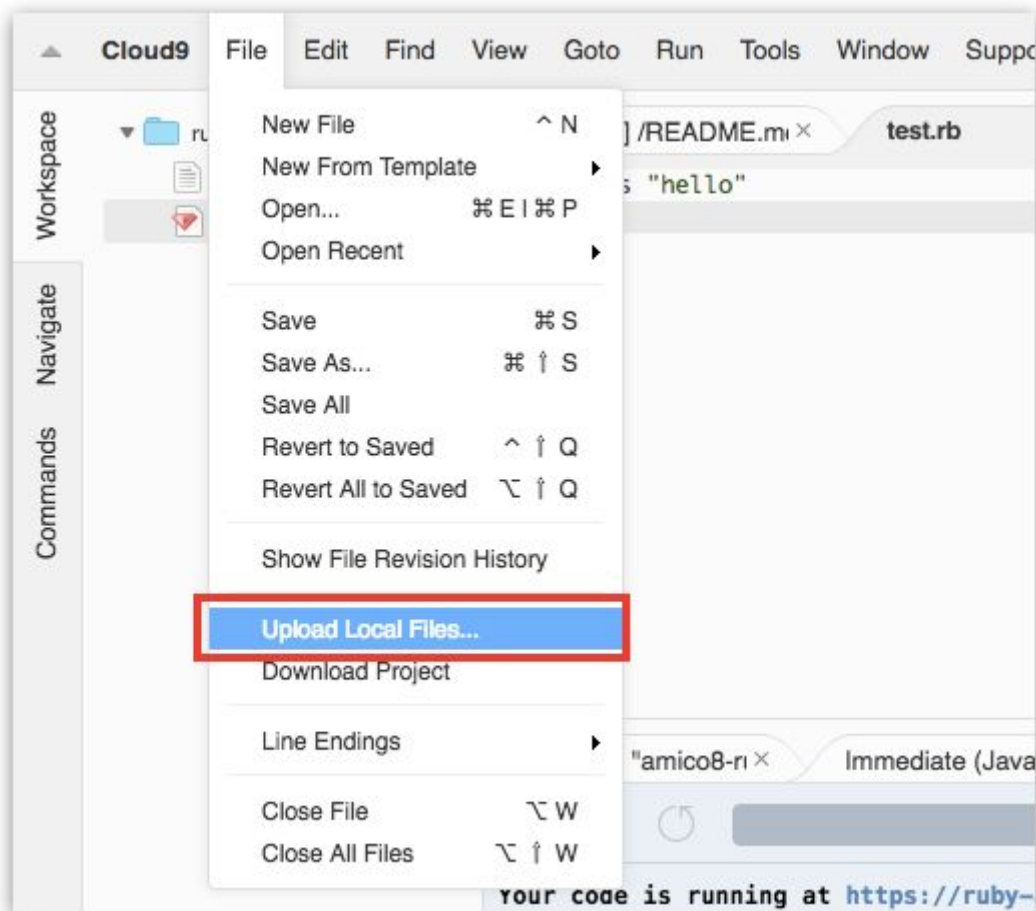 Cloud9 File Edit Find View Goto Run Tools Window Suppo
Workspace
Navigate
Commands
ru
] /README.m ×
test.rb
s "hello"
New File ^ N
New From Template
Open... ⌘ E | ⌘ P
Open Recent
Save ⌘ S
Save As... ⌘ ⇧ S
Save All
Revert to Saved ^ ⇧ Q
Revert All to Saved ⌥ ⇧ Q
Show File Revision History
Upload Local Files...
Download Project
Line Endings
Close File ⌥ W
Close All Files ⌥ ⇧ W
"amico8-ru ×
Immediate (Java
Your code is running at https://ruby-